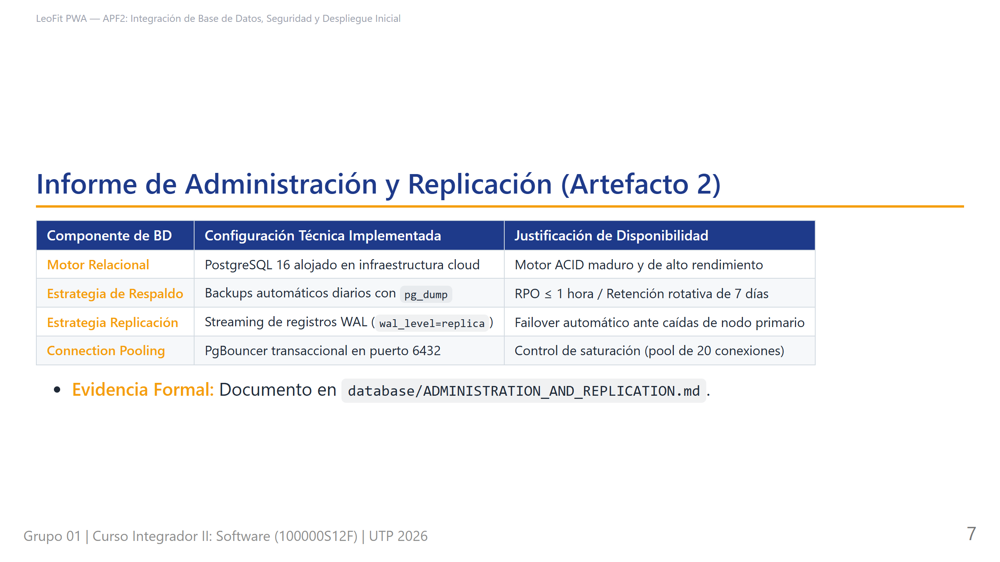 LeoFit PWA — APF2: Integración de Base de Datos, Seguridad y Despliegue Inicial
Informe de Administración y Replicación (Artefacto 2)
Componente de BD Configuración Técnica Implementada Justificación de Disponibilidad
Motor Relacional PostgreSQL 16 alojado en infraestructura cloud Motor ACID maduro y de alto rendimiento
Estrategia de Respaldo Backups automáticos diarios con pg_dump RPO ≤ 1 hora / Retención rotativa de 7 días
Estrategia Replicación Streaming de registros WAL (wal_level=replica) Failover automático ante caídas de nodo primario
Connection Pooling PgBouncer transaccional en puerto 6432 Control de saturación (pool de 20 conexiones)
• Evidencia Formal: Documento en database/ADMINISTRATION_AND_REPLICATION.md.
Grupo 01 | Curso Integrador II: Software (100000S12F) | UTP 2026
7